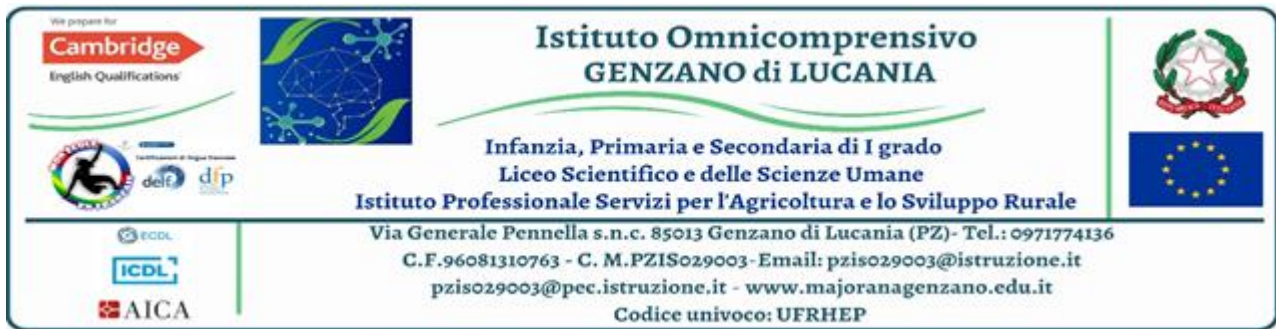 We prepare for
Cambridge
English Qualifications
delf
dfp
ECDL
ICDL
AICA
Istituto Omnicomprensivo
GENZANO di LUCANIA
Infanzia, Primaria e Secondaria di I grado
Liceo Scientifico e delle Scienze Umane
Istituto Professionale Servizi per l'Agricoltura e lo Sviluppo Rurale
Via Generale Pennella s.n.c. 85013 Genzano di Lucania (PZ)- Tel.: 0971774136
C.F.96081310763 - C. M.PZIS029003-Email: pzis029003@istruzione.it
pzis029003@pec.istruzione.it - www.majoranagenzano.edu.it
Codice univoco: UFRHEP